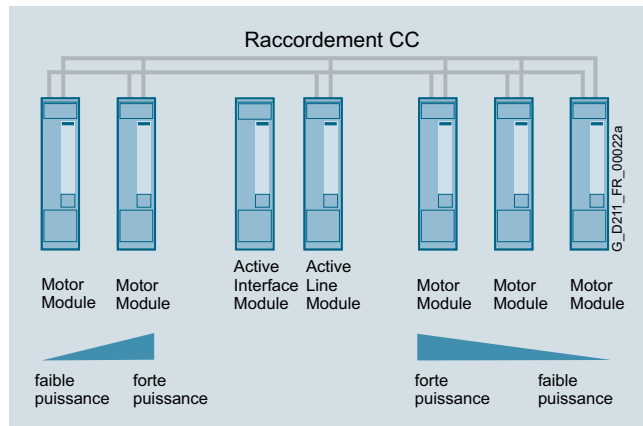 Raccordement CC
G_D211_FR_00022a
Motor
Module
Motor
Module
Active
Interface
Module
Active
Line
Module
Motor
Module
Motor
Module
Motor
Module
faible
puissance
forte
puissance
forte
puissance
faible
puissance